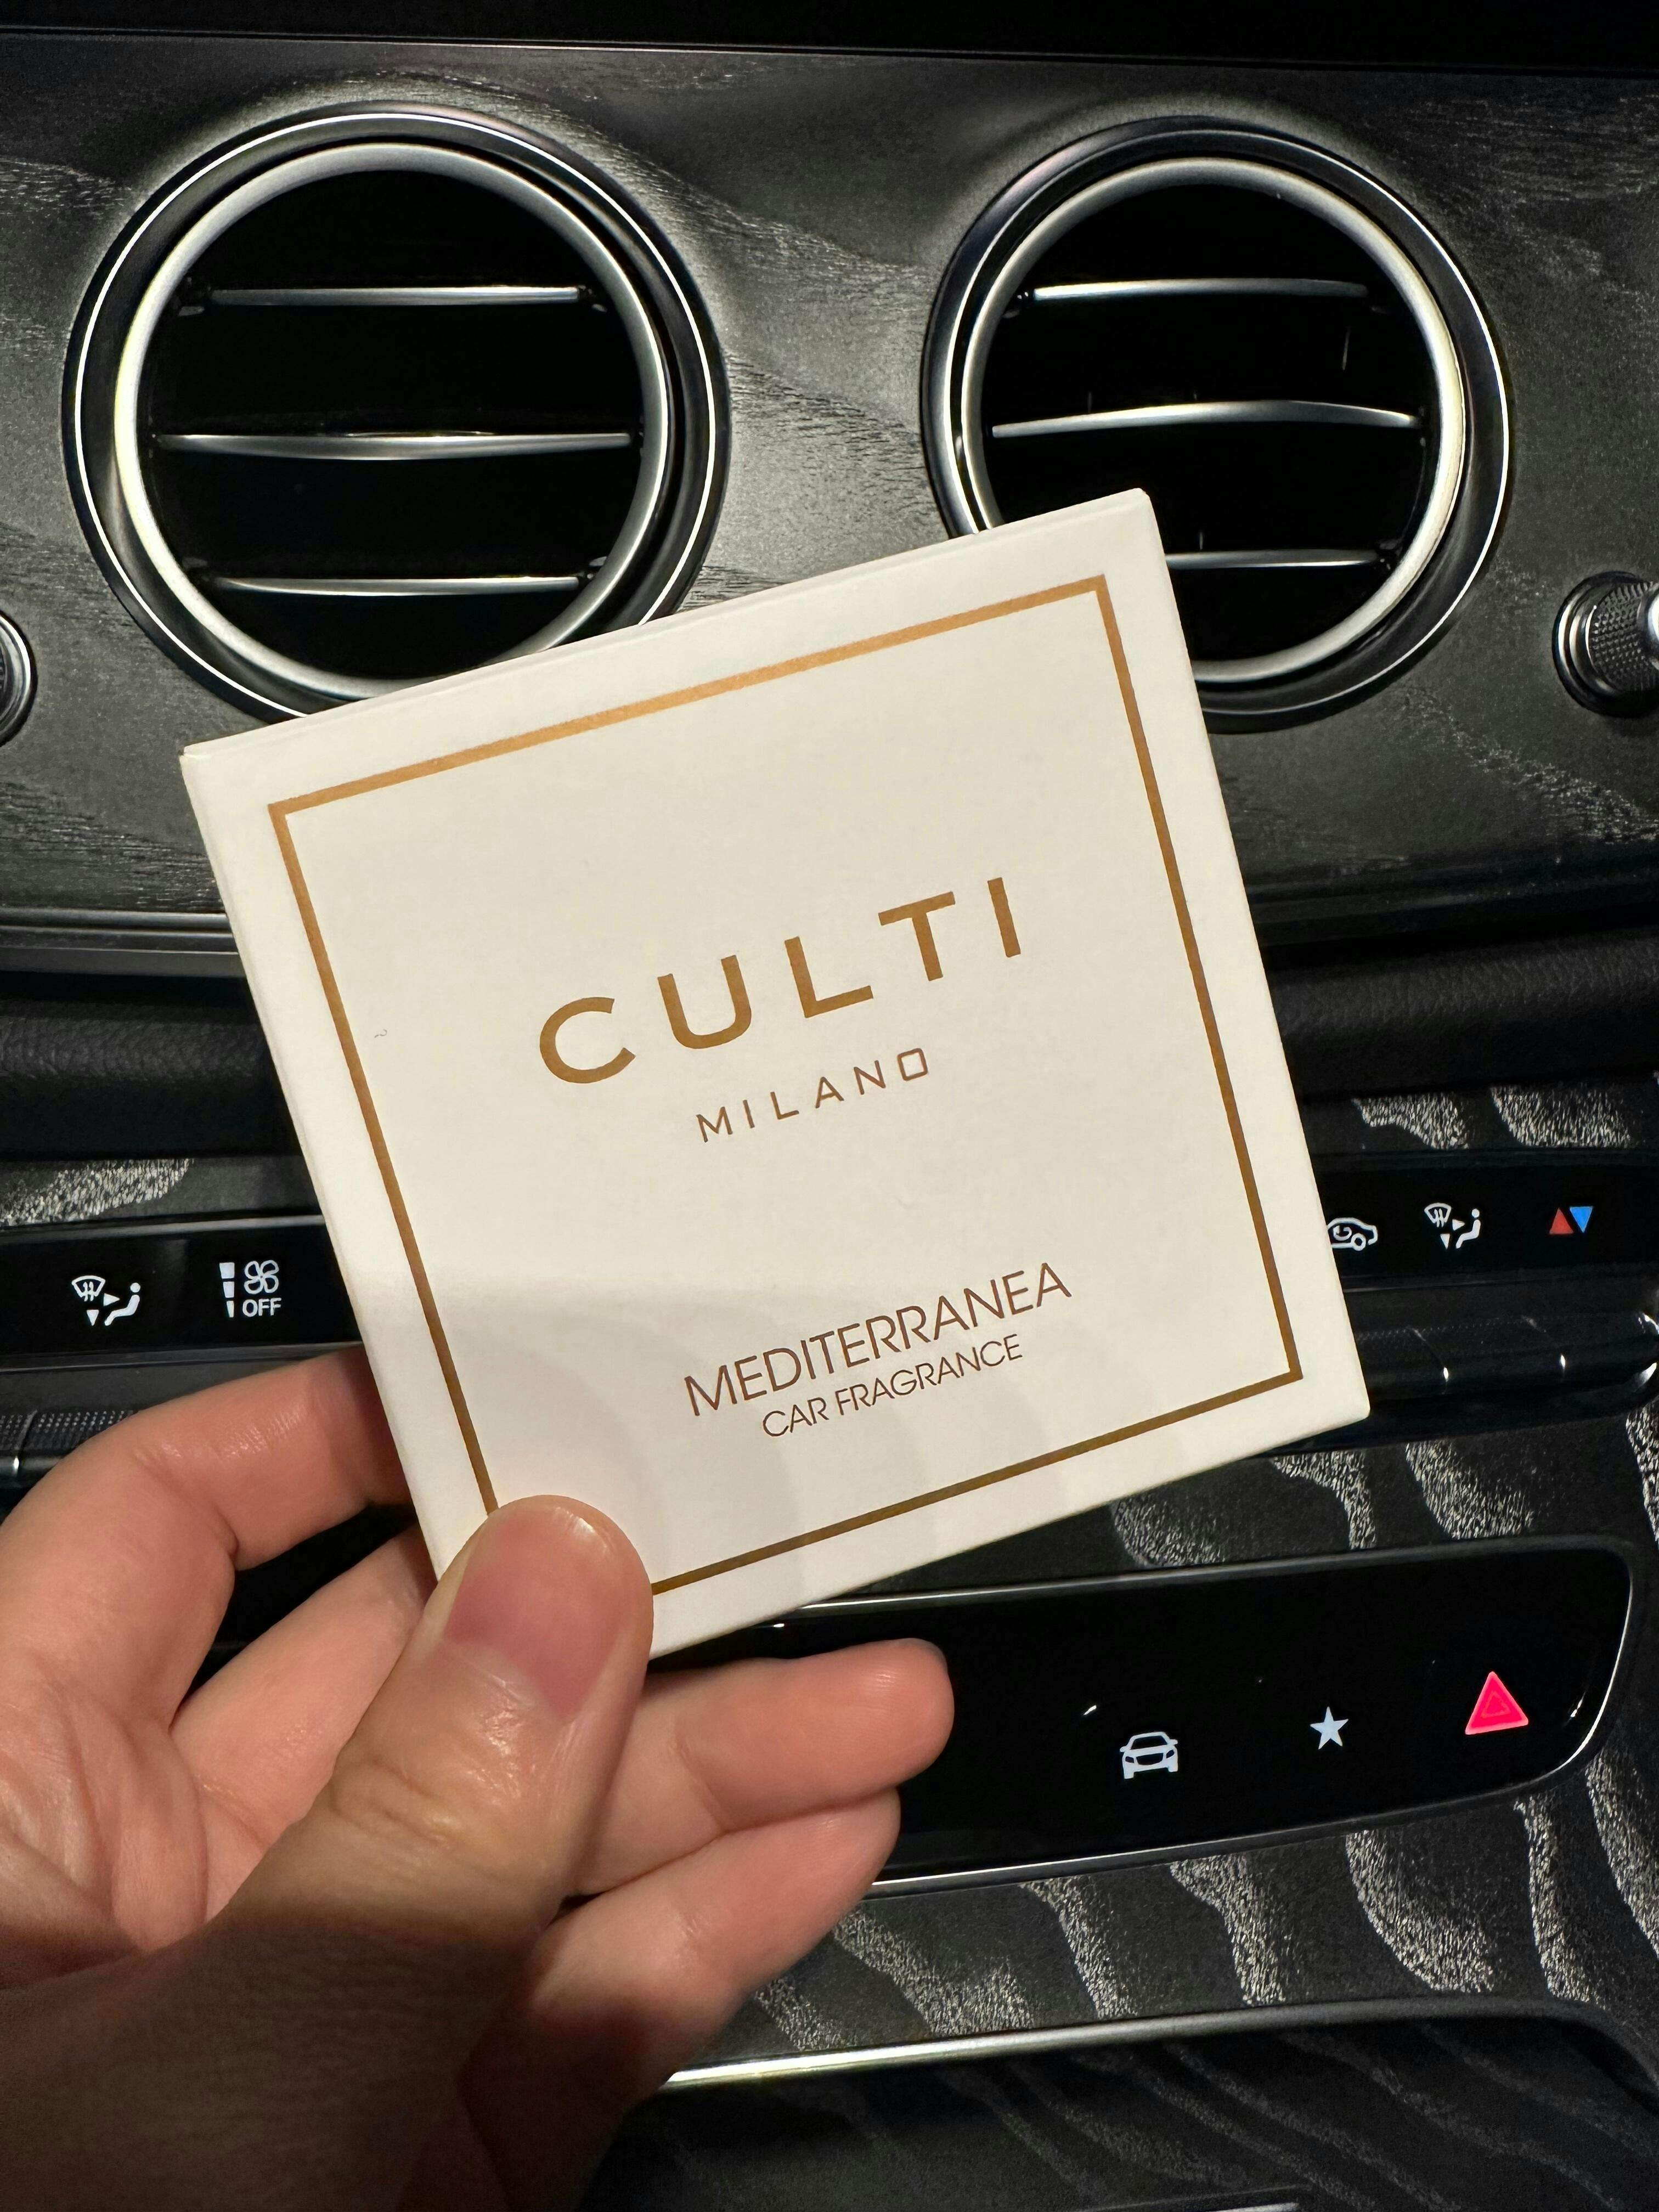 CULTI
MILANO
OFF
MEDITERRANEA
CAR FRAGRANCE